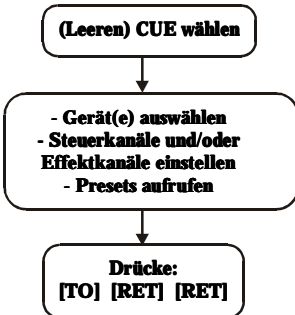 (Leeren) CUE wählen
- Gerät(e) auswählen
- Steuerkanäle und/oder
Effektkanäle einstellen
- Presets aufrufen
Drücke:
[TO] [RET] [RET]